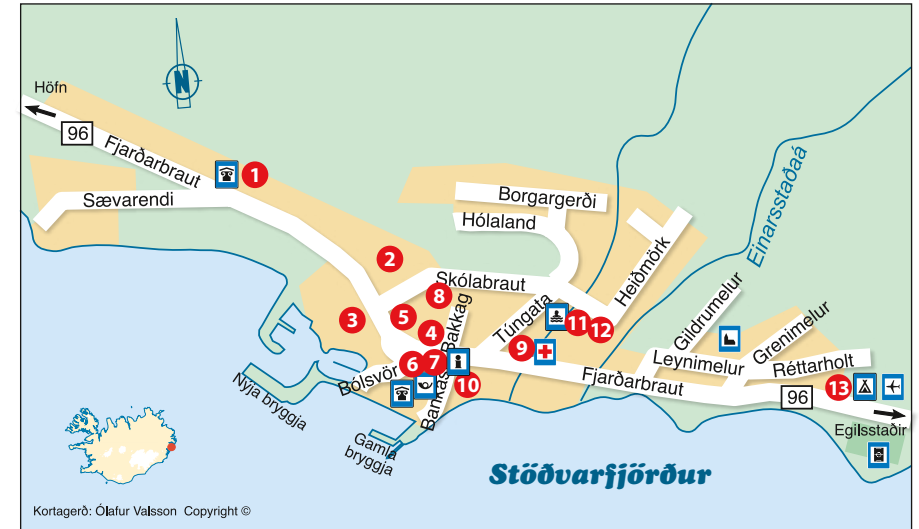 N
Höfn
96
Fjarðarbraut
1
Sævarendi
Borgargerði
Hólaland
Einarsstaðaá
2
Skólabraut
Heiðmörk
8
3
5
4
Bakkag
Túngata
11
12
9
Gildrumelur
Grenimelur
Leynimelur
Réttarholt
6
7
10
Bólsvör
Bankas
Fjarðarbraut
13
96
Egilsstaðir
Nýja bryggja
Gamla
bryggja
Stöðvarfjörður
Kortagerð: Ólafur Valsson Copyright ©